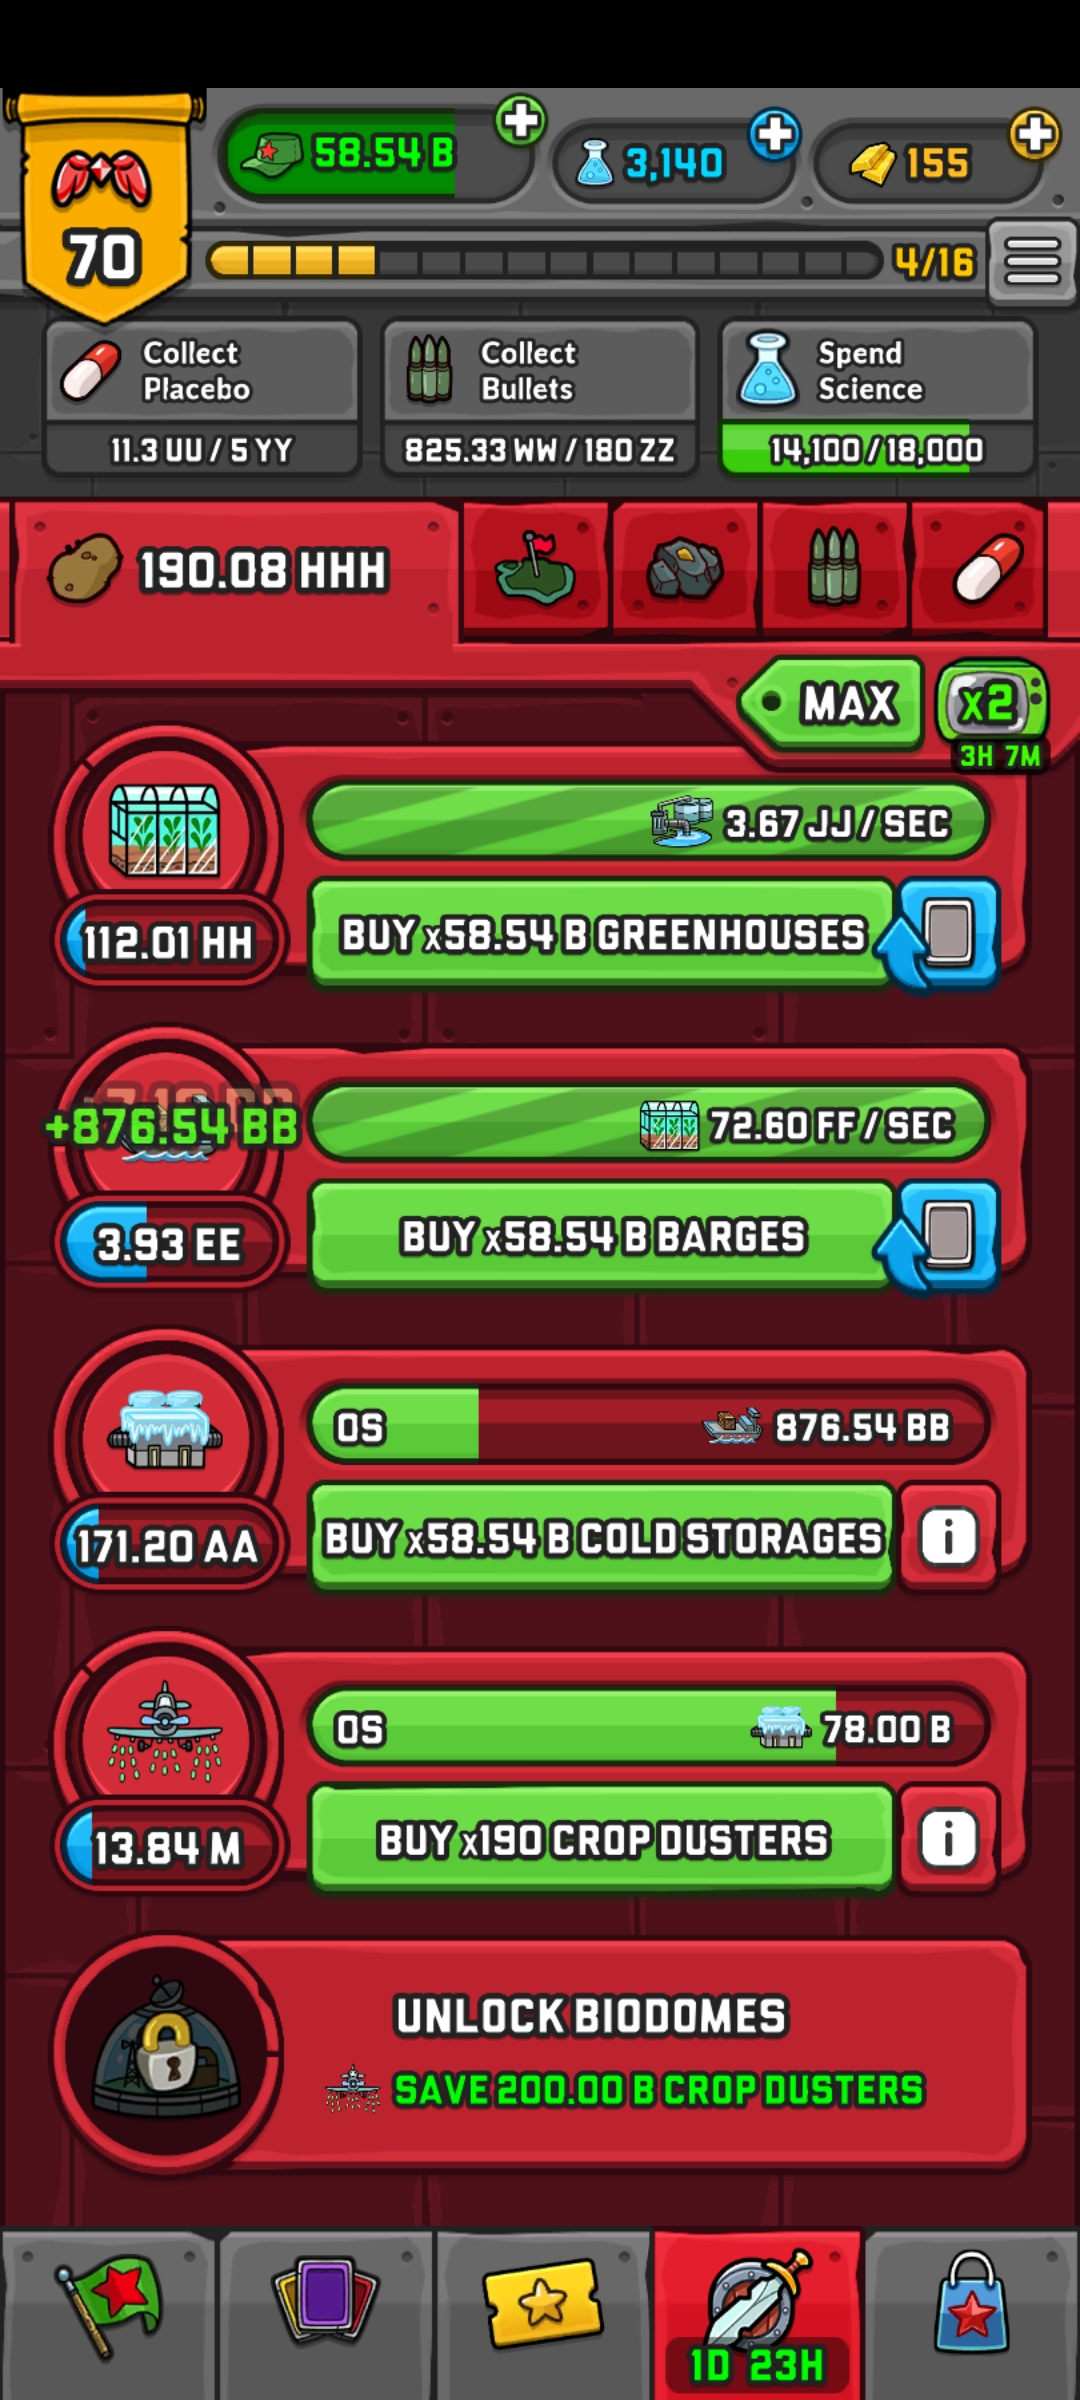 58.54 B
3,140
155
70
4/16
Collect
Placebo
11.3 UU / 5 YY
Collect
Bullets
825.33 WW / 180 ZZ
Spend
Science
14,100 / 18,000
190.08 HHH
MAX
x2
3H 7M
3.67 JJ / SEC
112.01 HH
BUY x58.54 B GREENHOUSES
+876.54 BB
72.60 FF / SEC
3.93 EE
BUY x58.54 B BARGES
0S
876.54 BB
171.20 AA
BUY x58.54 B COLD STORAGES
i
0S
78.00 B
13.84 M
BUY x190 CROP DUSTERS
i
UNLOCK BIODOMES
SAVE 200.00 B CROP DUSTERS
1D 23H